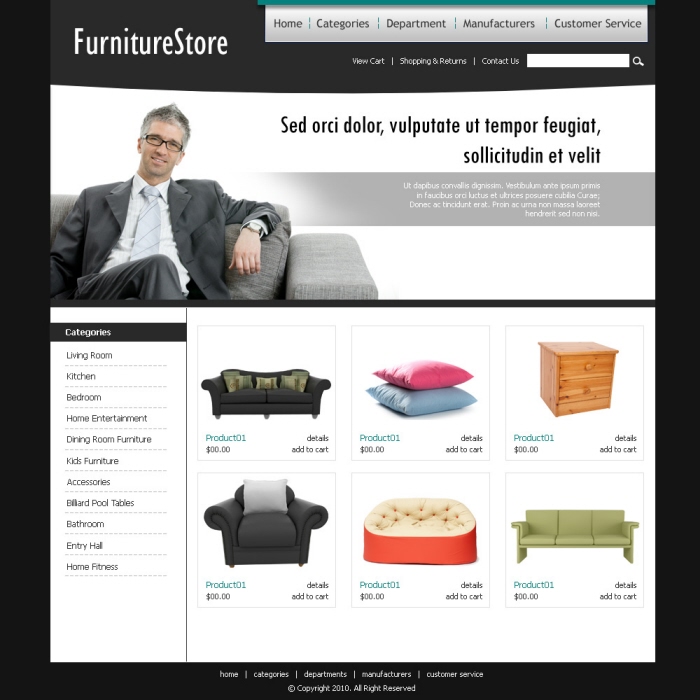 FurnitureStore
Home Categories Department Manufacturers Customer Service
View Cart | Shopping & Returns | Contact Us
Sed orci dolor, vulputate ut tempor feugiat,
sollicitudin et velit
Ut dapibus convallis dignissim. Vestibulum ante ipsum primis
in faucibus orci luctus et ultrices posuere cubilia Curae;
Donec ac tincidunt erat. Proin ac urna non massa laoreet
hendrerit sed non nisi.
Categories
Living Room
Kitchen
Bedroom
Home Entertainment
Dining Room Furniture
Kids Furniture
Accessories
Billiard Pool Tables
Bathroom
Entry Hall
Home Fitness
Product01 details
$00.00 add to cart
Product01 details
$00.00 add to cart
Product01 details
$00.00 add to cart
Product01 details
$00.00 add to cart
Product01 details
$00.00 add to cart
Product01 details
$00.00 add to cart
home | categories | departments | manufacturers | customer service
© Copyright 2010. All Right Reserved